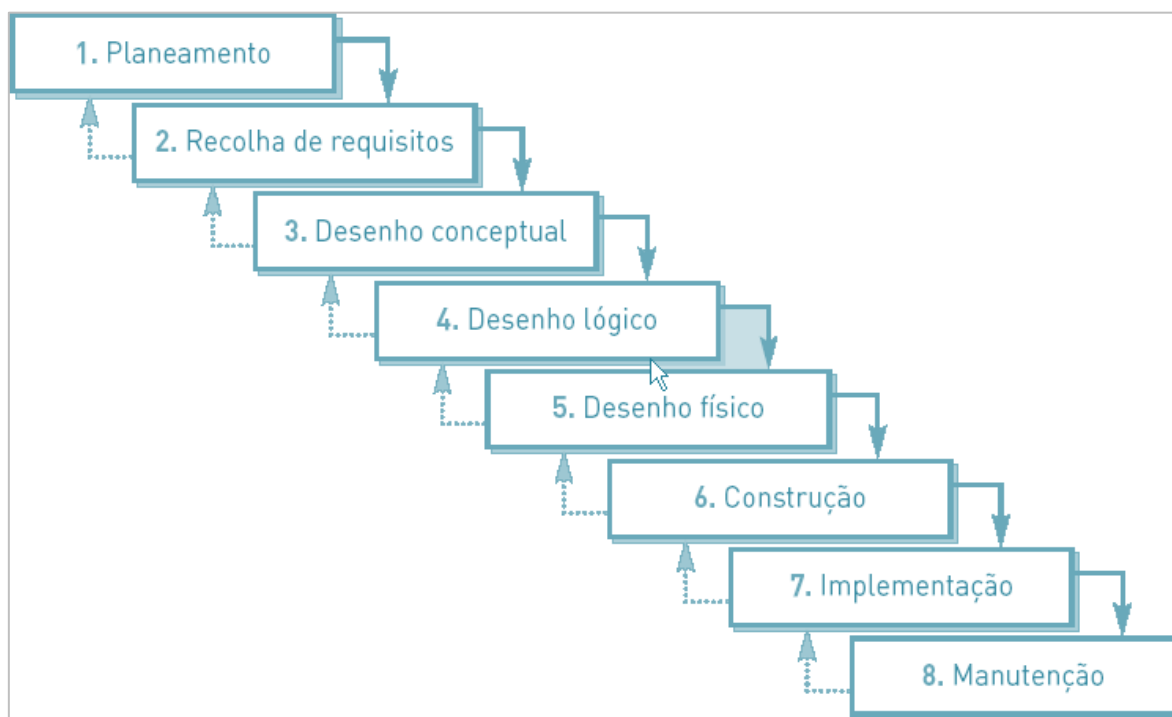 1. Planeamento
2. Recolha de requisitos
3. Desenho conceptual
4. Desenho lógico
5. Desenho físico
6. Construção
7. Implementação
8. Manutenção